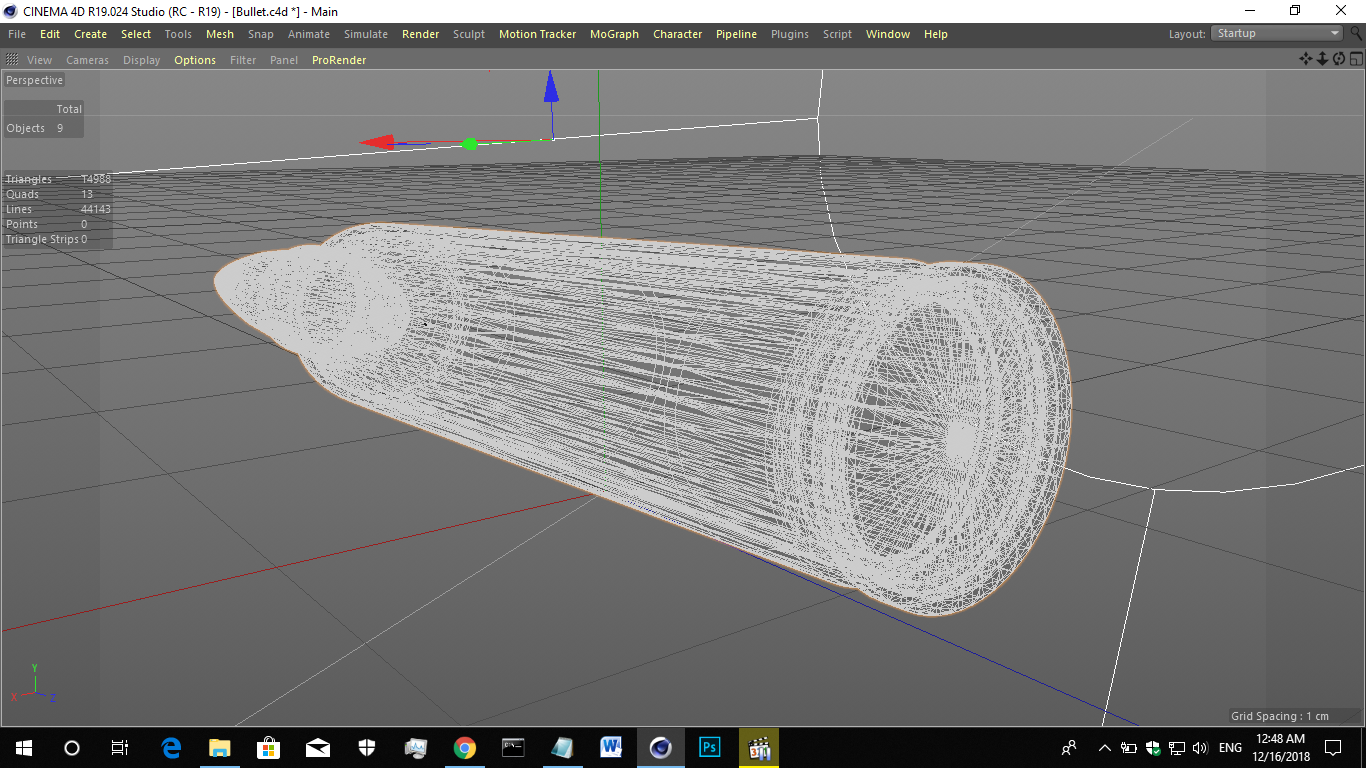 CINEMA 4D R19.024 Studio (RC - R19) - [Bullet.c4d *] - Main
File Edit Create Select Tools Mesh Snap Animate Simulate Render Sculpt Motion Tracker MoGraph Character Pipeline Plugins Script Window Help Layout: Startup
View Cameras Display Options Filter Panel ProRender
Perspective
Total
Objects 9
Triangles 14988
Quads 13
Lines 44143
Points 0
Triangle Strips 0
Y
X Z
Grid Spacing : 1 cm
W Ps 321
ENG 12:48 AM
12/16/2018